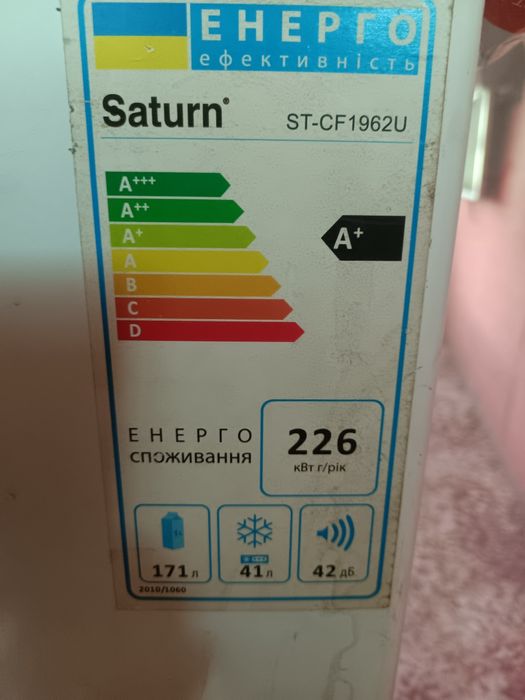 ЕНЕРГО
ефективність
Saturn®
ST-CF1962U
A+++
A++
A+
A
B
C
D
A+
ЕНЕРГО
споживання
226
кВт г/рік
171 л
41 л
42 дБ
2010/1060